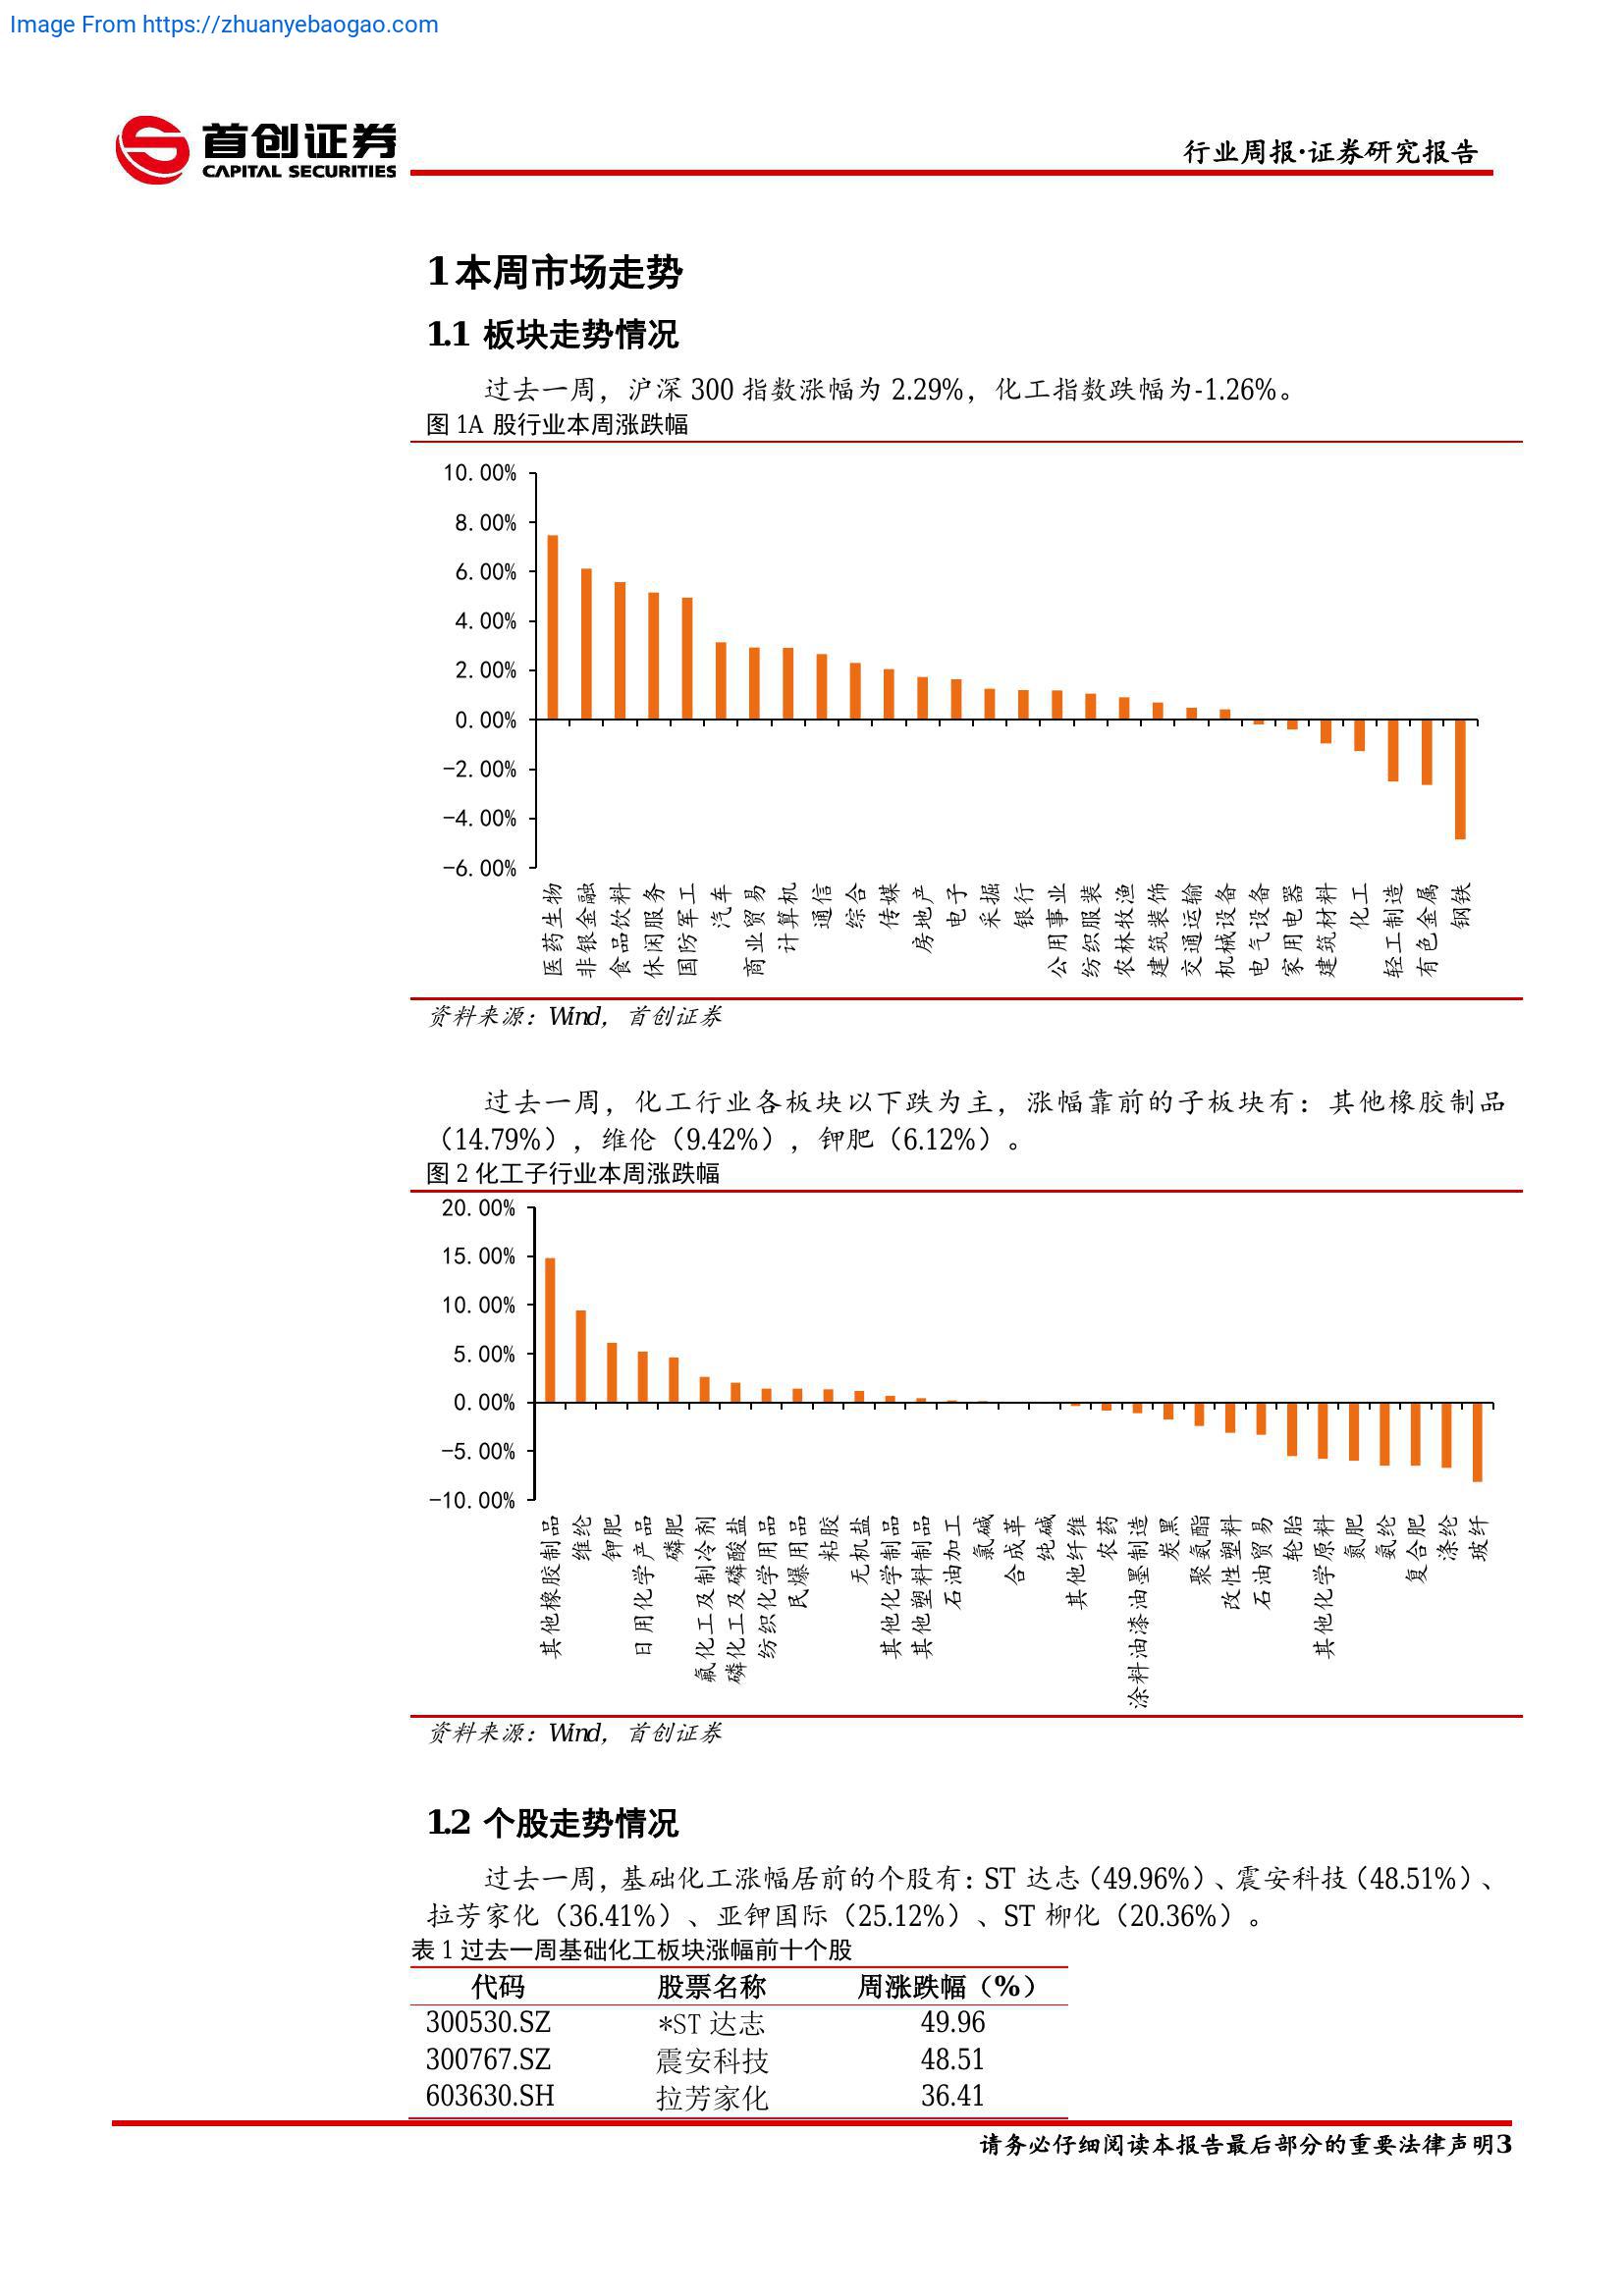 Image From https://zhuanyebaogao.com
首创证券
CAPITAL SECURITIES
行业周报·证券研究报告
1 本周市场走势
1.1 板块走势情况
过去一周，沪深 300 指数涨幅为 2.29%，化工指数跌幅为-1.26%。
图 1A 股行业本周涨跌幅
10.00%
8.00%
6.00%
4.00%
2.00%
0.00%
-2.00%
-4.00%
-6.00%
医药生物
非银金融
食品饮料
休闲服务
国防军工
汽车
商业贸易
计算机
通信
综合
传媒
房地产
电子
采掘
银行
公用事业
纺织服装
农林牧渔
建筑装饰
交通运输
机械设备
电气设备
家用电器
建筑材料
化工
轻工制造
有色金属
钢铁
资料来源：Wind，首创证券
过去一周，化工行业各板块以下跌为主，涨幅靠前的子板块有：其他橡胶制品
（14.79%），维伦（9.42%），钾肥（6.12%）。
图 2 化工子行业本周涨跌幅
20.00%
15.00%
10.00%
5.00%
0.00%
-5.00%
-10.00%
其他橡胶制品
维纶
钾肥
日用化学产品
磷肥
氟化工及制冷剂
磷化工及磷酸盐
纺织化学用品
民爆用品
粘胶
无机盐
其他化学制品
其他塑料制品
石油加工
氯碱
合成革
纯碱
其他纤维
农药
涂料油漆油墨制造
炭黑
聚氨酯
改性塑料
石油贸易
轮胎
其他化学原料
氮肥
氨纶
复合肥
涤纶
玻纤
资料来源：Wind，首创证券
1.2 个股走势情况
过去一周，基础化工涨幅居前的个股有：ST 达志（49.96%）、震安科技（48.51%）、
拉芳家化（36.41%）、亚钾国际（25.12%）、ST 柳化（20.36%）。
表 1 过去一周基础化工板块涨幅前十个股
代码 股票名称 周涨跌幅（%）
300530.SZ *ST 达志 49.96
300767.SZ 震安科技 48.51
603630.SH 拉芳家化 36.41
请务必仔细阅读本报告最后部分的重要法律声明3